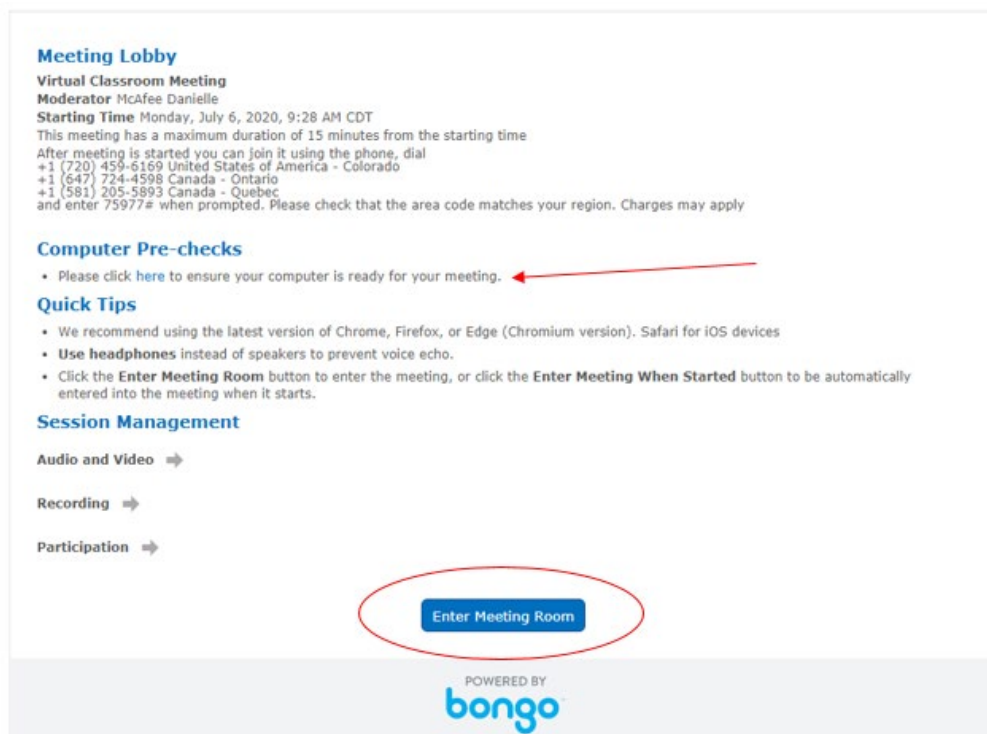 Meeting Lobby
Virtual Classroom Meeting
Moderator McAfee Danielle
Starting Time Monday, July 6, 2020, 9:28 AM CDT
This meeting has a maximum duration of 15 minutes from the starting time
After meeting is started you can join it using the phone, dial
+1 (720) 459-6169 United States of America - Colorado
+1 (647) 724-4598 Canada - Ontario
+1 (581) 205-5893 Canada - Quebec
and enter 75977# when prompted. Please check that the area code matches your region. Charges may apply
Computer Pre-checks
• Please click here to ensure your computer is ready for your meeting.
Quick Tips
• We recommend using the latest version of Chrome, Firefox, or Edge (Chromium version). Safari for iOS devices
• Use headphones instead of speakers to prevent voice echo.
• Click the Enter Meeting Room button to enter the meeting, or click the Enter Meeting When Started button to be automatically
entered into the meeting when it starts.
Session Management
Audio and Video
Recording
Participation
Enter Meeting Room
POWERED BY
bongo